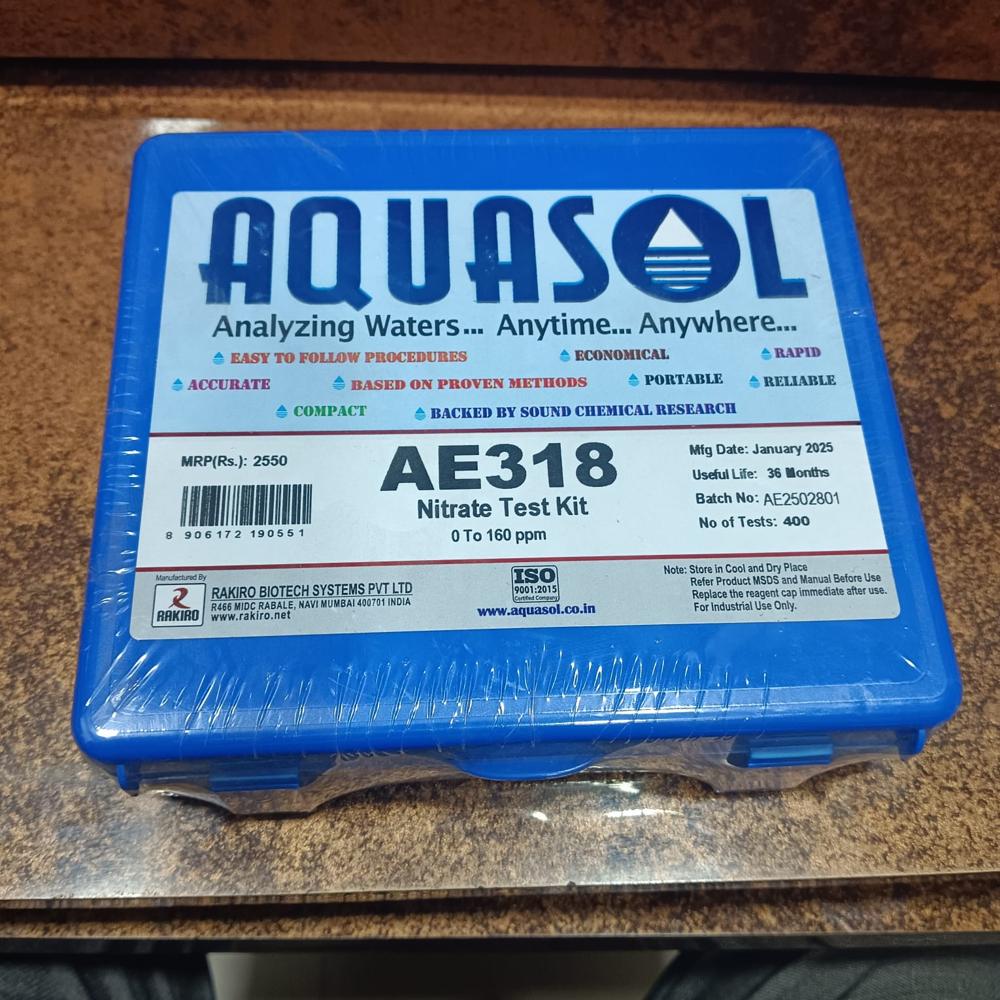 AQUASOL
Analyzing Waters... Anytime... Anywhere...
EASY TO FOLLOW PROCEDURES ECONOMICAL RAPID
ACCURATE BASED ON PROVEN METHODS PORTABLE RELIABLE
COMPACT BACKED BY SOUND CHEMICAL RESEARCH
MRP(Rs.): 2550
8 906172 190551
AE318
Nitrate Test Kit
0 To 160 ppm
Mfg Date: January 2025
Useful Life: 36 Months
Batch No: AE2502801
No of Tests: 400
Manufactured By
RAKIRO
RAKIRO BIOTECH SYSTEMS PVT LTD
R466 MIDC RABALE, NAVI MUMBAI 400701 INDIA
www.rakiro.net
ISO
9001:2015
Certified Company
www.aquasol.co.in
Note: Store in Cool and Dry Place
Refer Product MSDS and Manual Before Use
Replace the reagent cap immediate after use.
For Industrial Use Only.